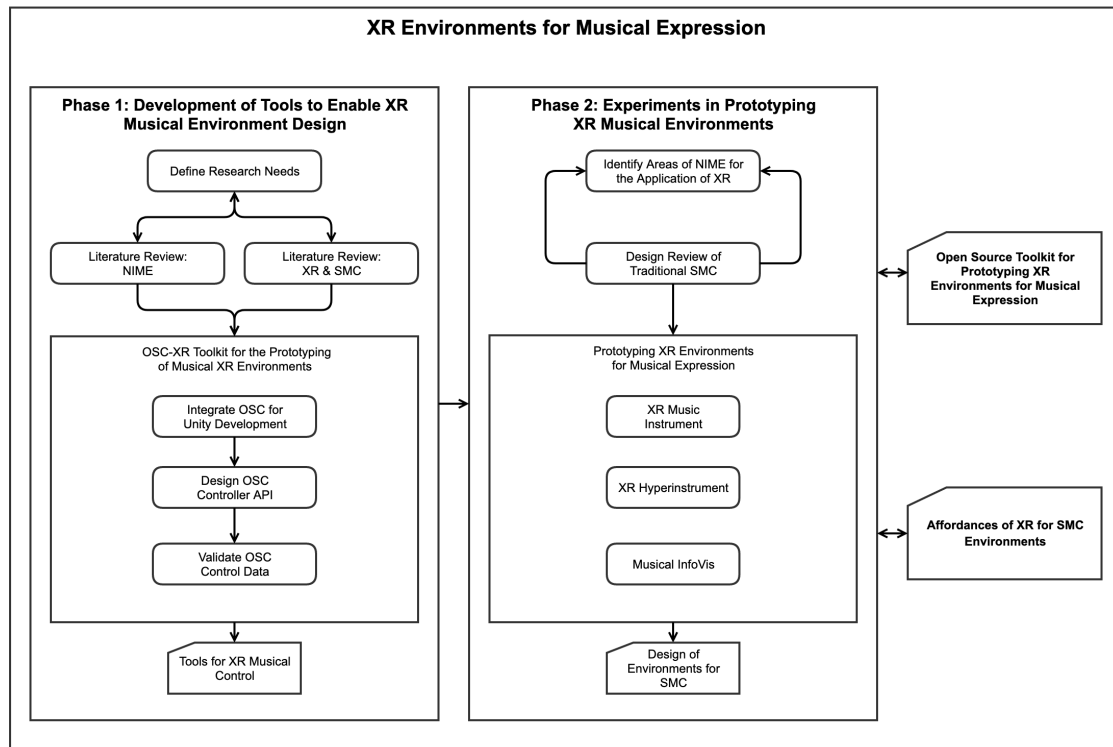 XR Environments for Musical Expression
Phase 1: Development of Tools to Enable XR
Musical Environment Design
Define Research Needs
Literature Review:
NIME
Literature Review:
XR & SMC
OSC-XR Toolkit for the Prototyping
of Musical XR Environments
Integrate OSC for
Unity Development
Design OSC
Controller API
Validate OSC
Control Data
Tools for XR Musical
Control
Phase 2: Experiments in Prototyping
XR Musical Environments
Identify Areas of NIME for
the Application of XR
Design Review of
Traditional SMC
Prototyping XR Environments
for Musical Expression
XR Music
Instrument
XR Hyperinstrument
Musical InfoVis
Design of
Environments for
SMC
Open Source Toolkit for
Prototyping XR
Environments for Musical
Expression
Affordances of XR for SMC
Environments